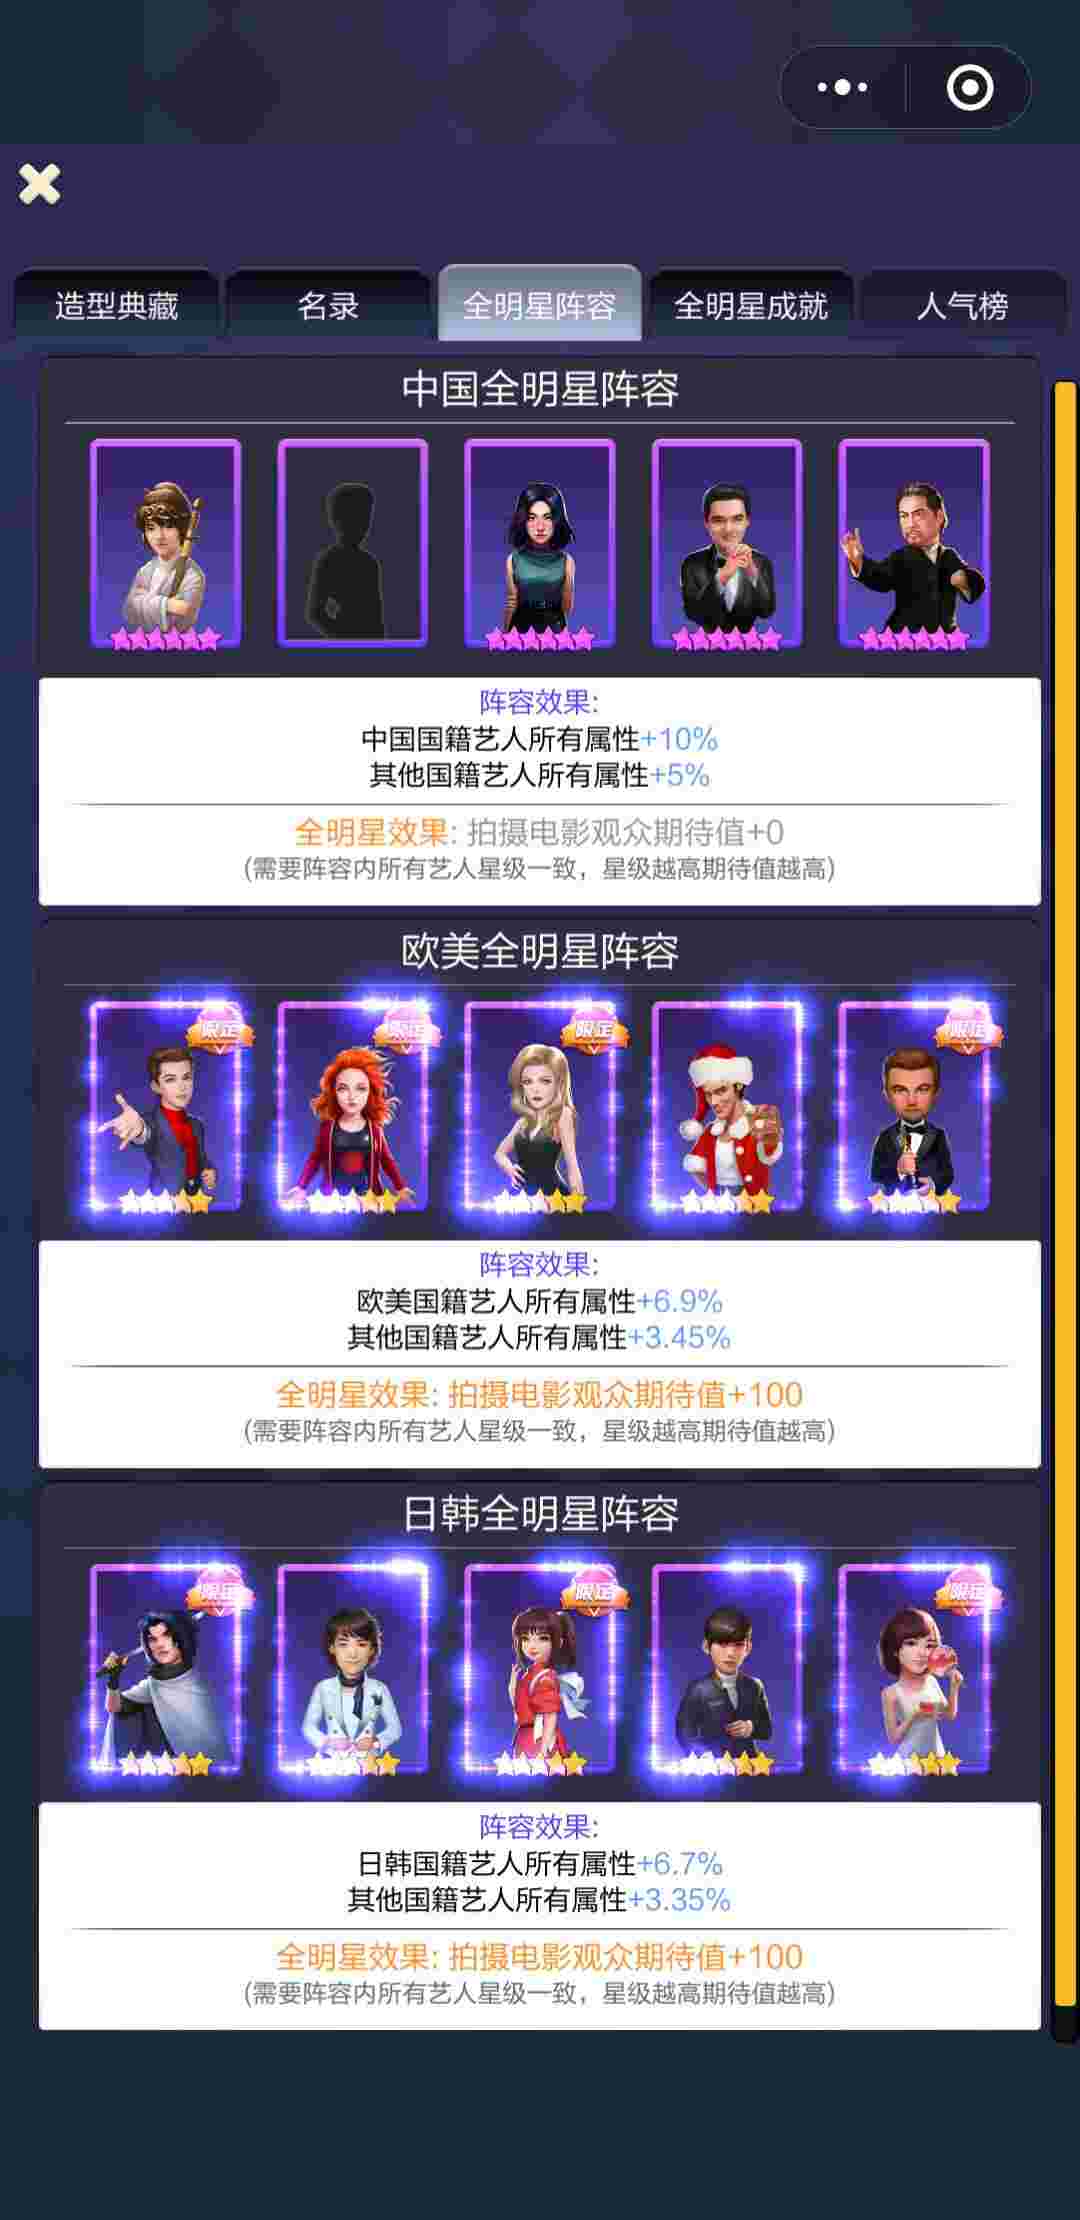 造型典藏
名录
全明星阵容
全明星成就
人气榜
中国全明星阵容
阵容效果:
中国国籍艺人所有属性+10%
其他国籍艺人所有属性+5%
全明星效果: 拍摄电影观众期待值+0
(需要阵容内所有艺人星级一致，星级越高期待值越高)
欧美全明星阵容
限定
限定
限定
限定
阵容效果:
欧美国籍艺人所有属性+6.9%
其他国籍艺人所有属性+3.45%
全明星效果: 拍摄电影观众期待值+100
(需要阵容内所有艺人星级一致，星级越高期待值越高)
日韩全明星阵容
限定
限定
限定
阵容效果:
日韩国籍艺人所有属性+6.7%
其他国籍艺人所有属性+3.35%
全明星效果: 拍摄电影观众期待值+100
(需要阵容内所有艺人星级一致，星级越高期待值越高)